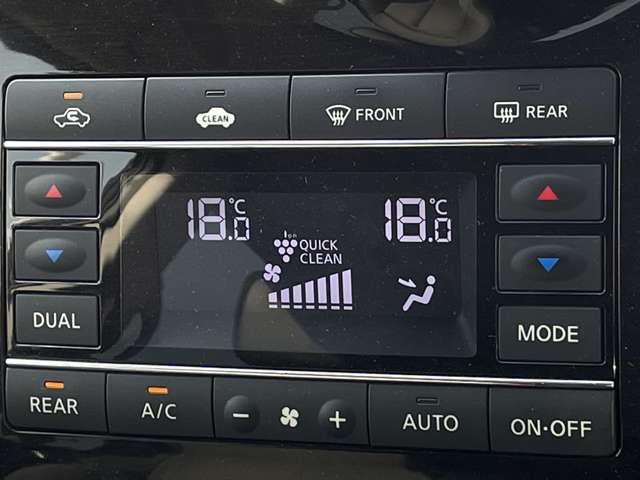 CLEAN FRONT REAR
18.0°C 18.0°C
ion
QUICK
CLEAN
DUAL MODE
REAR A/C - + AUTO ON·OFF